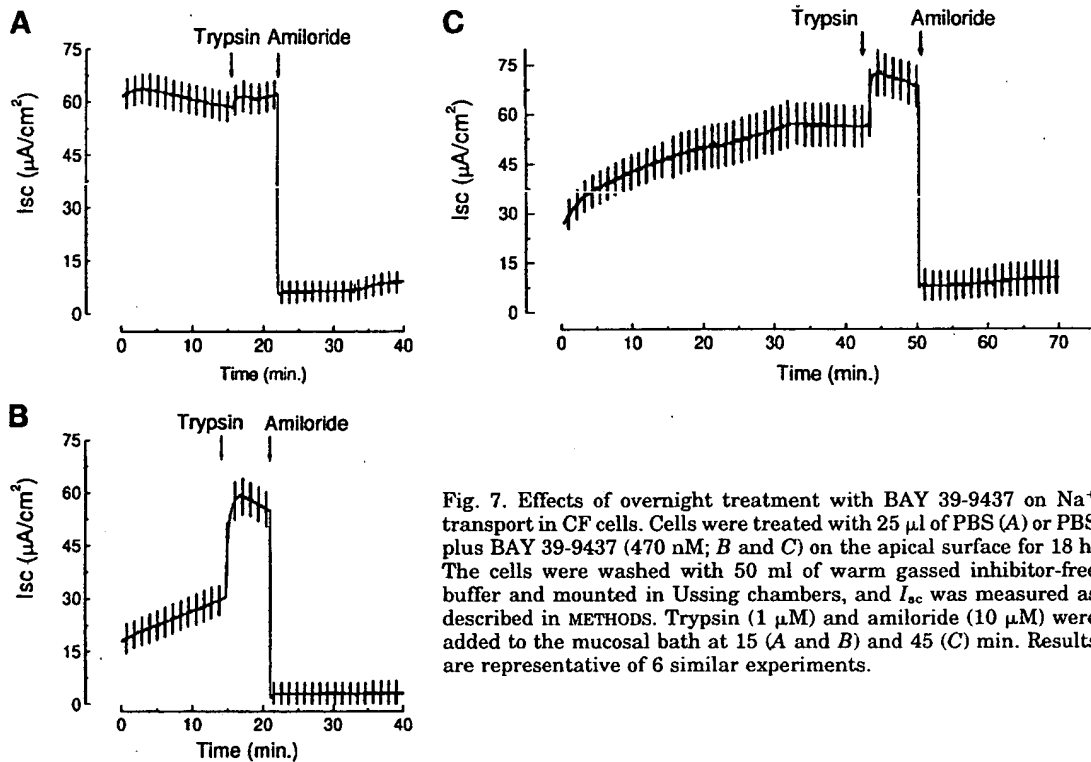 A
Trypsin Amiloride
75
60
45
30
15
0
Isc (μA/cm²)
0 10 20 30 40
Time (min.)
C
Trypsin Amiloride
75
60
45
30
15
0
Isc (μA/cm²)
0 10 20 30 40 50 60 70
Time (min.)
B
Trypsin Amiloride
75
60
45
30
15
0
Isc (μA/cm²)
0 10 20 30 40
Time (min.)
Fig. 7. Effects of overnight treatment with BAY 39-9437 on Na⁺
transport in CF cells. Cells were treated with 25 μl of PBS (A) or PBS
plus BAY 39-9437 (470 nM; B and C) on the apical surface for 18 h
The cells were washed with 50 ml of warm gassed inhibitor-free
buffer and mounted in Ussing chambers, and Isc was measured as
described in METHODS. Trypsin (1 μM) and amiloride (10 μM) were
added to the mucosal bath at 15 (A and B) and 45 (C) min. Results
are representative of 6 similar experiments.